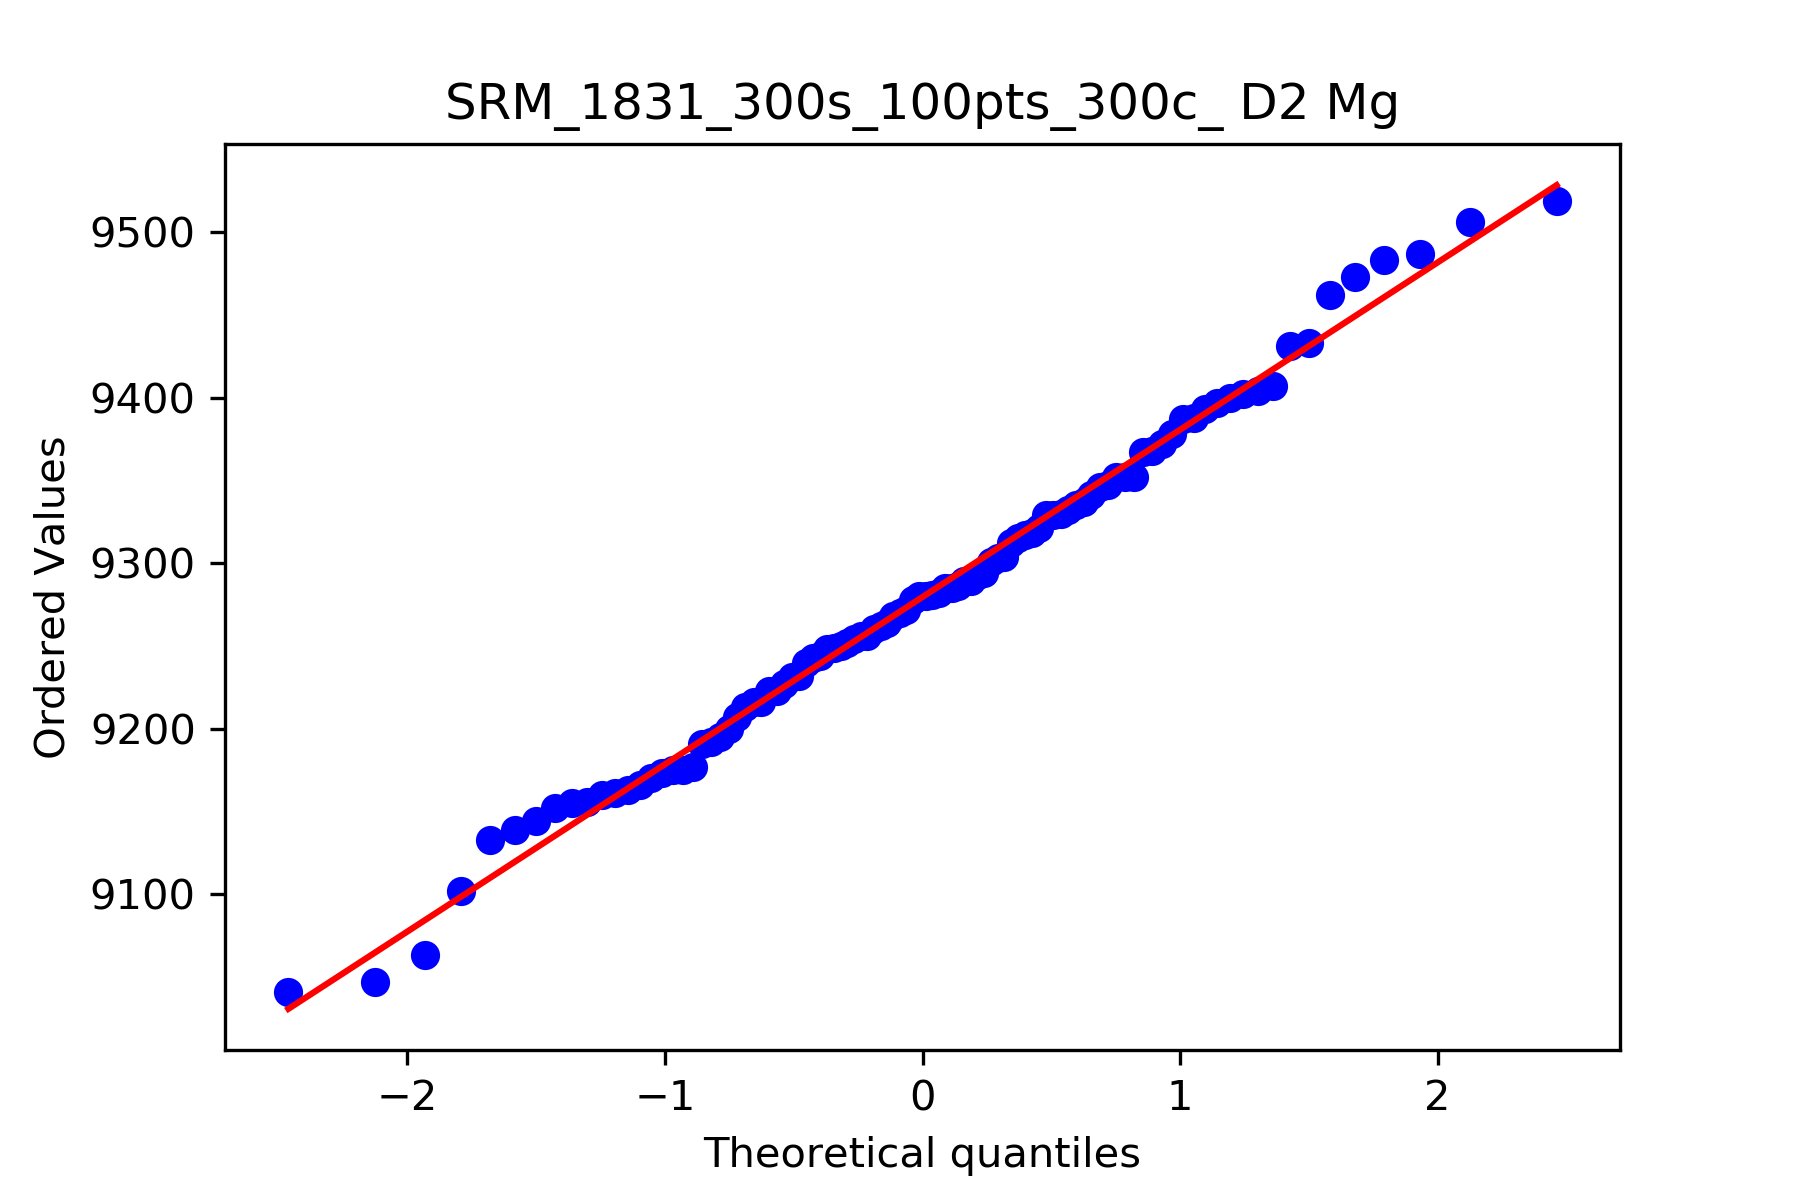 SRM_1831_300s_100pts_300c_ D2 Mg
9500
9400
9300
9200
9100
Ordered Values
−2 −1 0 1 2
Theoretical quantiles